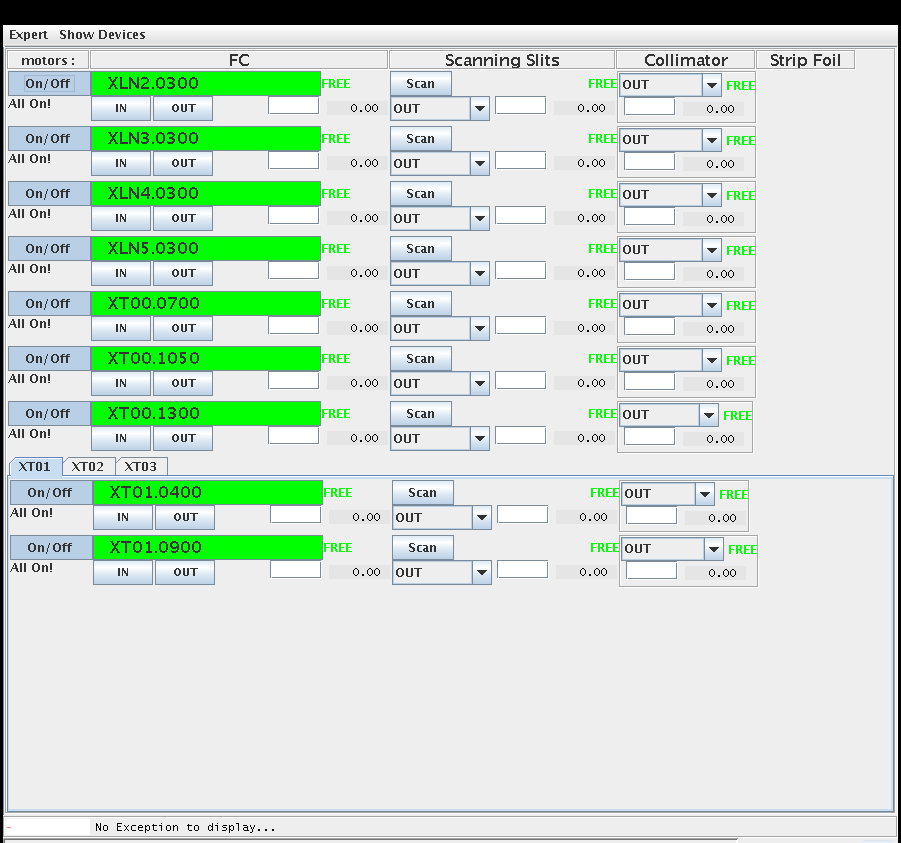 Expert Show Devices
motors : FC Scanning Slits Collimator Strip Foil
On/Off XLN2.0300 FREE Scan FREE OUT FREE
All On! IN OUT 0.00 OUT 0.00 0.00
On/Off XLN3.0300 FREE Scan FREE OUT FREE
All On! IN OUT 0.00 OUT 0.00 0.00
On/Off XLN4.0300 FREE Scan FREE OUT FREE
All On! IN OUT 0.00 OUT 0.00 0.00
On/Off XLN5.0300 FREE Scan FREE OUT FREE
All On! IN OUT 0.00 OUT 0.00 0.00
On/Off XT00.0700 FREE Scan FREE OUT FREE
All On! IN OUT 0.00 OUT 0.00 0.00
On/Off XT00.1050 FREE Scan FREE OUT FREE
All On! IN OUT 0.00 OUT 0.00 0.00
On/Off XT00.1300 FREE Scan FREE OUT FREE
All On! IN OUT 0.00 OUT 0.00 0.00
XT01 XT02 XT03
On/Off XT01.0400 FREE Scan FREE OUT FREE
All On! IN OUT 0.00 OUT 0.00 0.00
On/Off XT01.0900 FREE Scan FREE OUT FREE
All On! IN OUT 0.00 OUT 0.00 0.00
- No Exception to display...